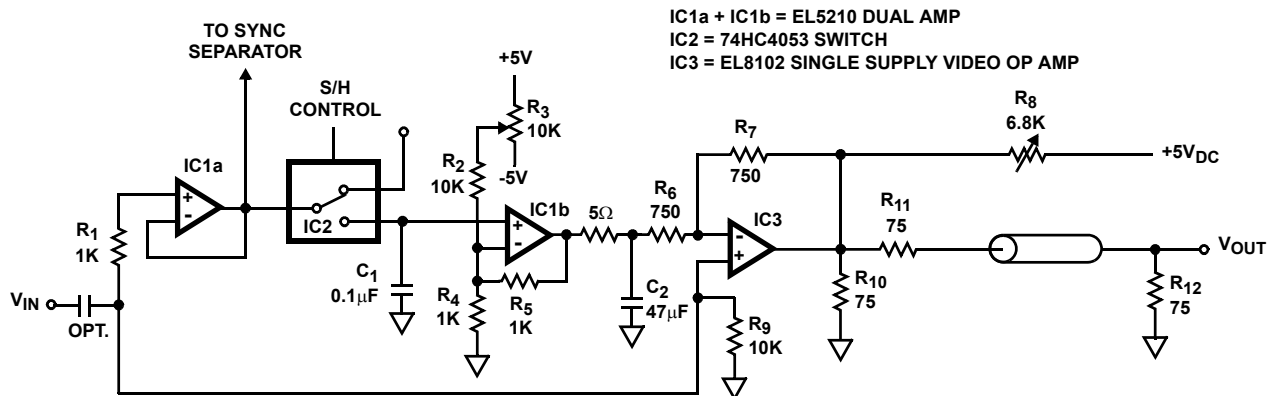 IC1a + IC1b = EL5210 DUAL AMP
IC2 = 74HC4053 SWITCH
IC3 = EL8102 SINGLE SUPPLY VIDEO OP AMP
TO SYNC
SEPARATOR
S/H
CONTROL
+5V
R3
10K
-5V
R8
6.8K
+5VDC
IC1a
R2
10K
R7
750
R1
1K
IC2
IC1b
5Ω
R6
750
IC3
R11
75
VOUT
C1
0.1μF
R4
1K
R5
1K
C2
47μF
R10
75
R12
75
VIN
OPT.
R9
10K